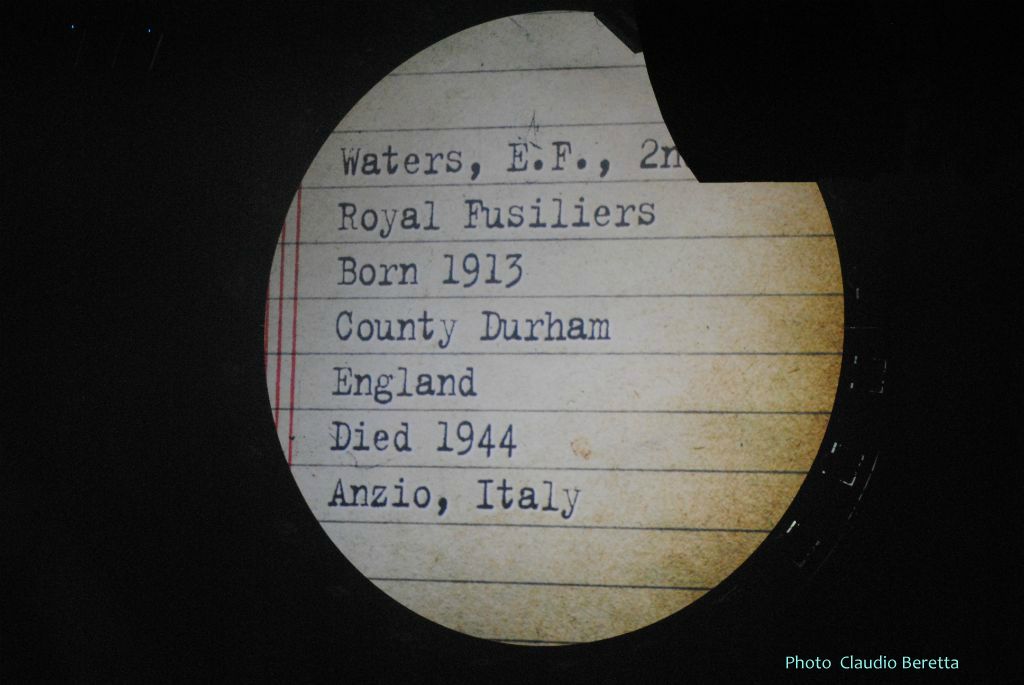 Waters, E.F., 2n
Royal Fusiliers
Born 1913
County Durham
England
Died 1944
Anzio, Italy
Photo Claudio Beretta